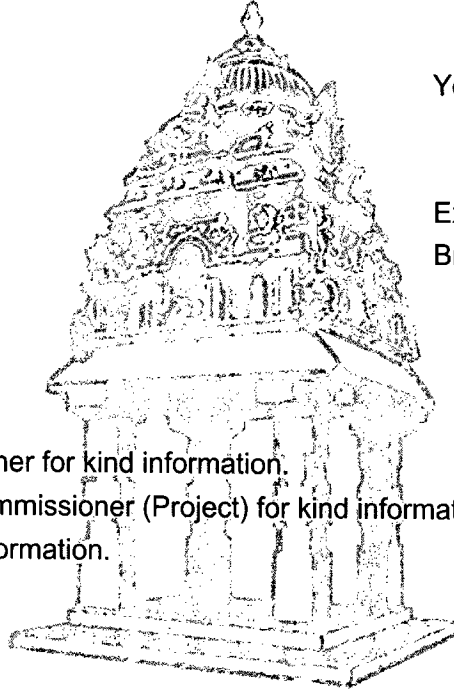 Yo
Ex
Br
ner for kind information.
mmissioner (Project) for kind informat
ormation.